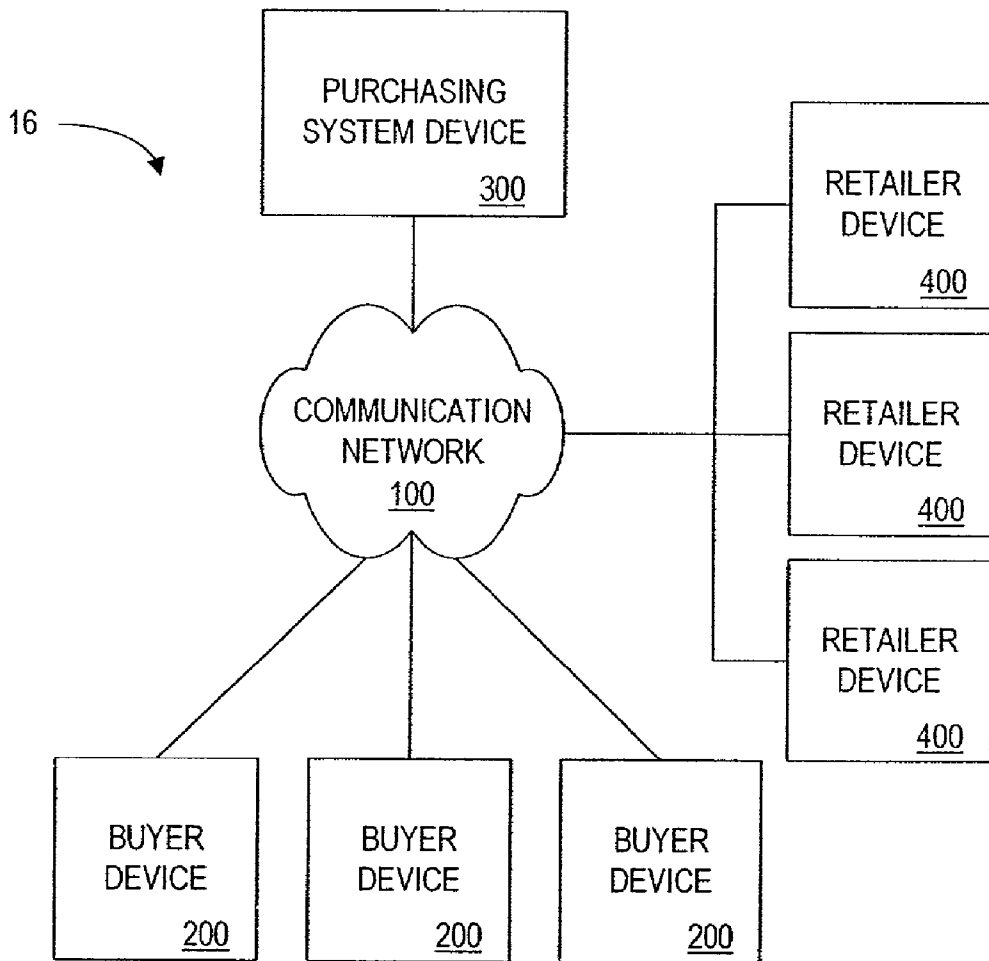 PURCHASING
SYSTEM DEVICE
300
16
RETAILER
DEVICE
400
COMMUNICATION
NETWORK
100
RETAILER
DEVICE
400
RETAILER
DEVICE
400
BUYER
DEVICE
200
BUYER
DEVICE
200
BUYER
DEVICE
200